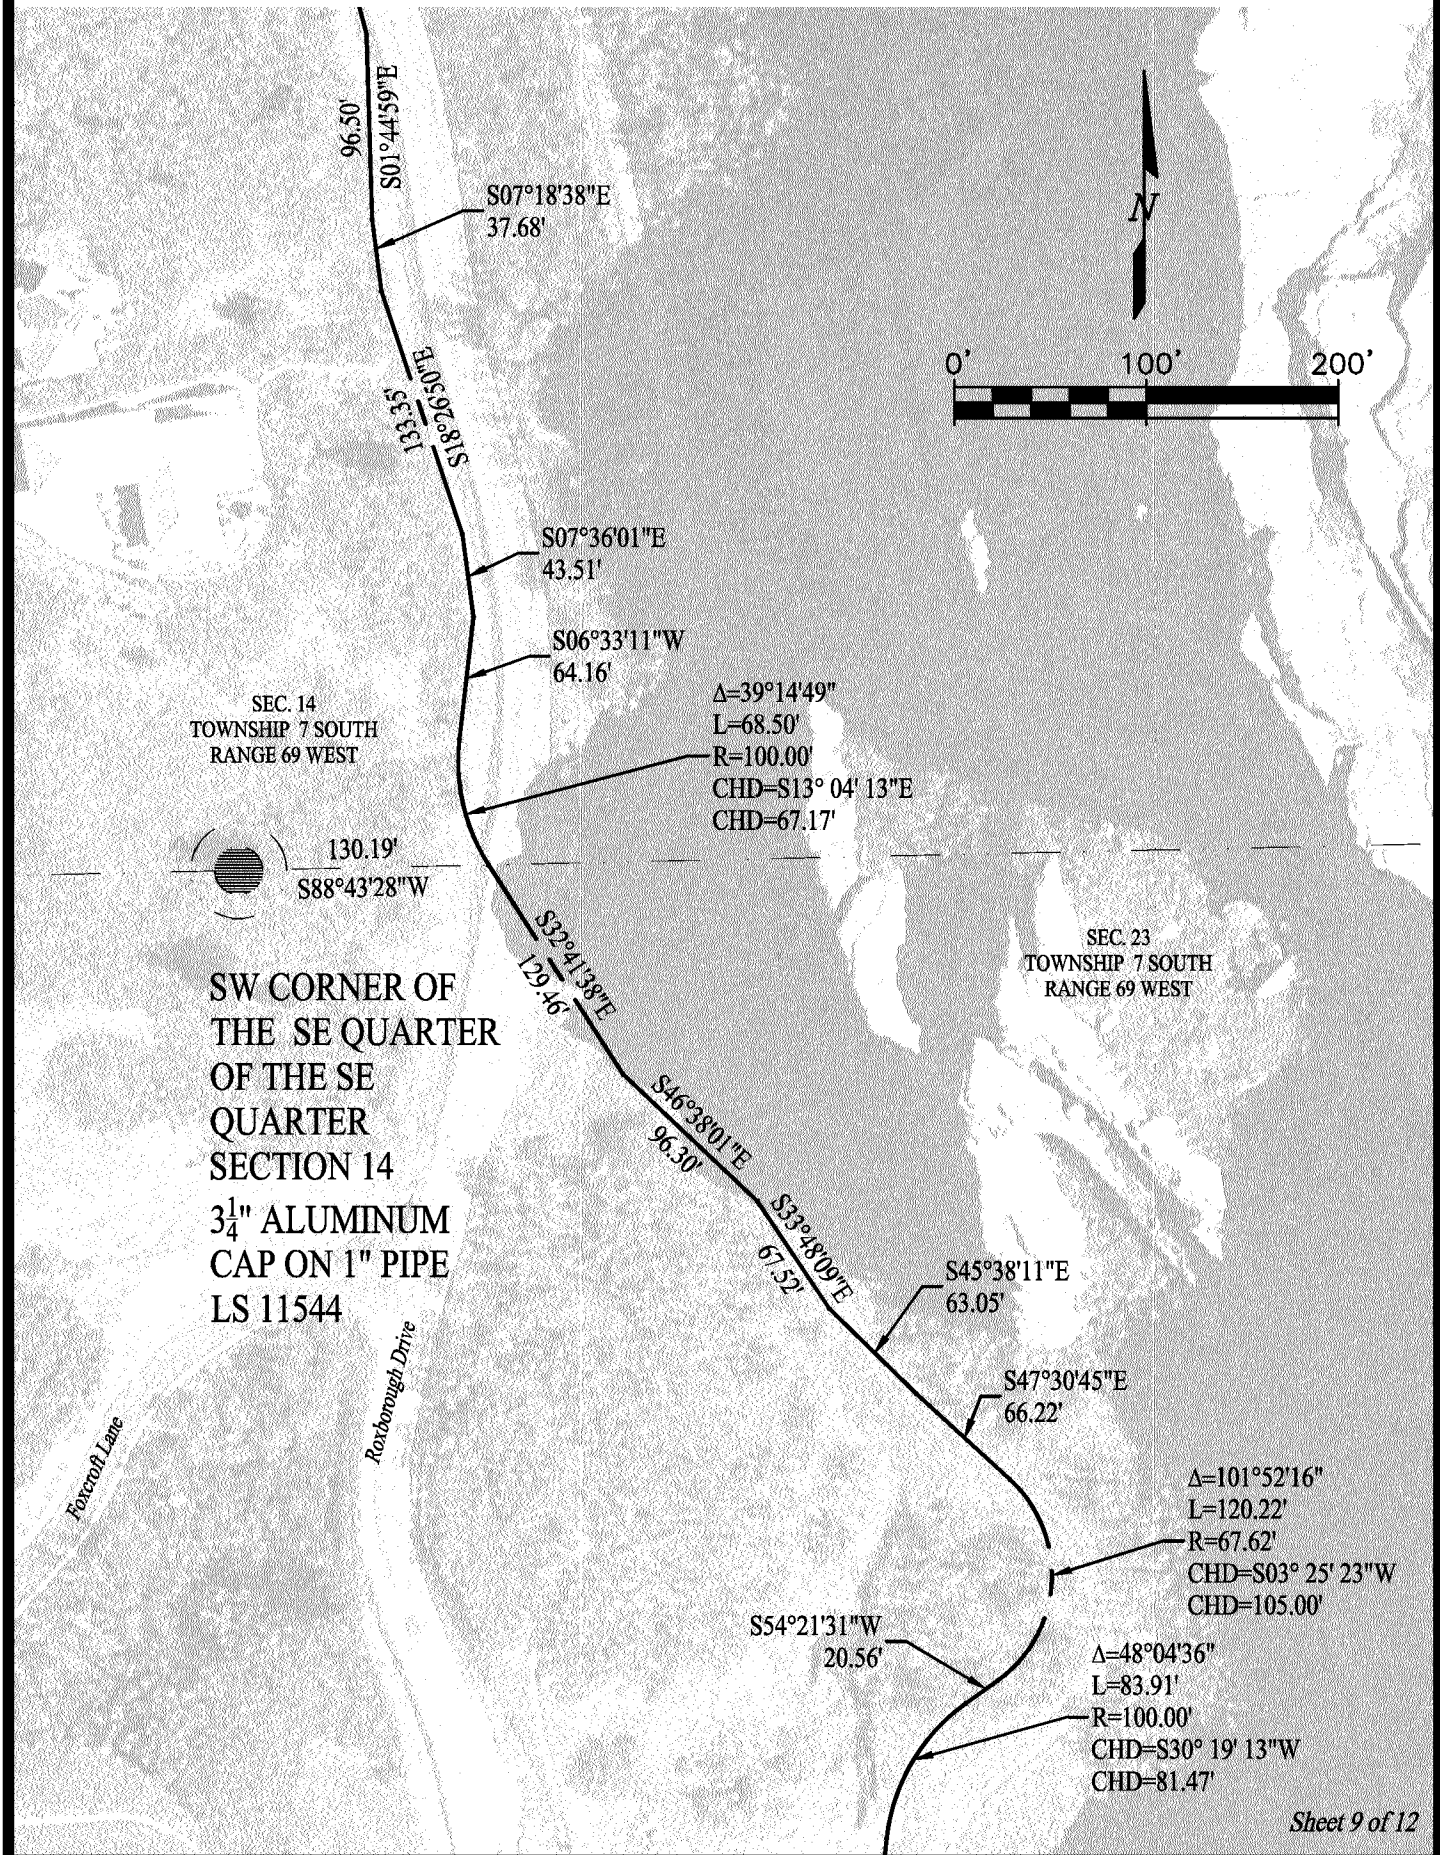 96.50'
S01°44'59"E
S07°18'38"E
37.68'
N
0' 100' 200'
133.35'
S18°26'50"E
S07°36'01"E
43.51'
S06°33'11"W
64.16'
SEC. 14
TOWNSHIP 7 SOUTH
RANGE 69 WEST
Δ=39°14'49"
L=68.50'
R=100.00'
CHD=S13° 04' 13"E
CHD=67.17'
130.19'
S88°43'28"W
S32°41'38"E
129.46'
SEC. 23
TOWNSHIP 7 SOUTH
RANGE 69 WEST
SW CORNER OF
THE SE QUARTER
OF THE SE
QUARTER
SECTION 14
3 1/4" ALUMINUM
CAP ON 1" PIPE
LS 11544
S46°38'01"E
96.30'
S33°48'09"E
67.52'
S45°38'11"E
63.05'
Roxborough Drive
Foxcroft Lane
S47°30'45"E
66.22'
Δ=101°52'16"
L=120.22'
R=67.62'
CHD=S03° 25' 23"W
CHD=105.00'
S54°21'31"W
20.56'
Δ=48°04'36"
L=83.91'
R=100.00'
CHD=S30° 19' 13"W
CHD=81.47'
Sheet 9 of 12